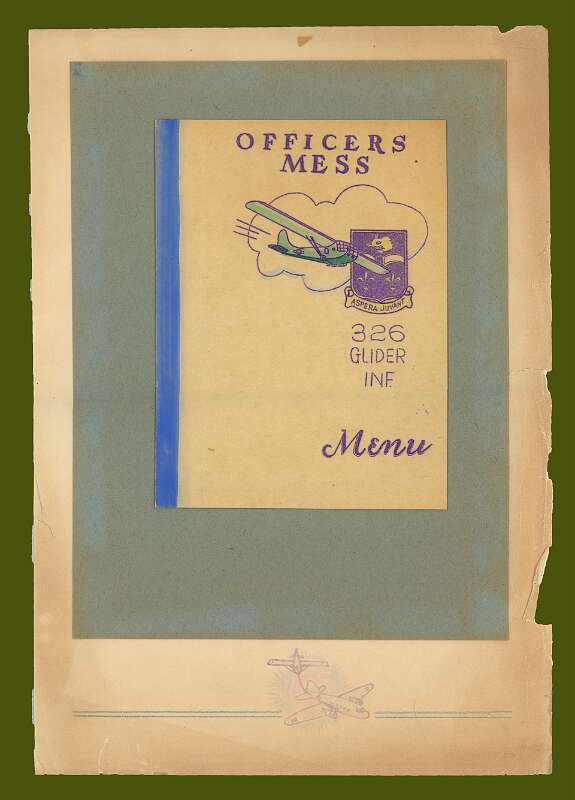 OFFICERS
MESS
ASPERA JUVANT
326
GLIDER
INF.
Menu